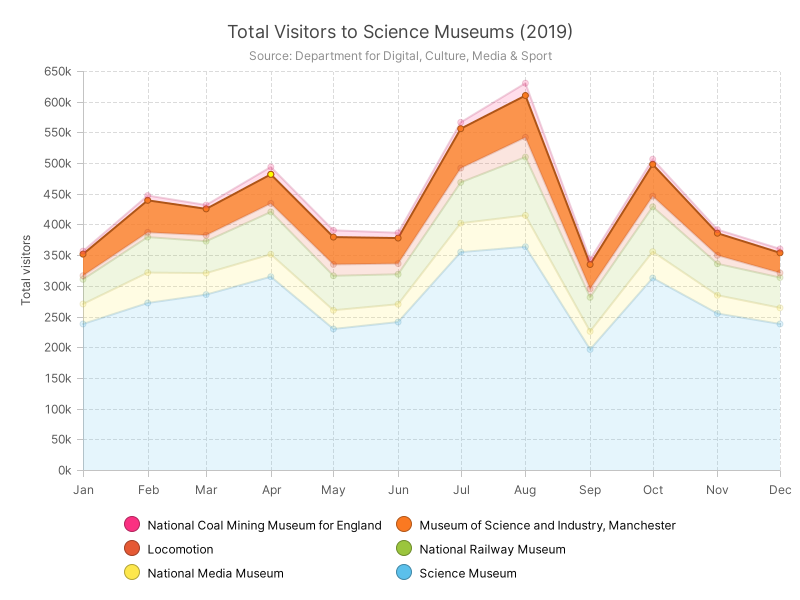 Total Visitors to Science Museums (2019)
Source: Department for Digital, Culture, Media & Sport
650k
600k
550k
500k
450k
400k
350k
300k
250k
200k
150k
100k
50k
0k
Total visitors
Jan Feb Mar Apr May Jun Jul Aug Sep Oct Nov Dec
National Coal Mining Museum for England Museum of Science and Industry, Manchester
Locomotion National Railway Museum
National Media Museum Science Museum